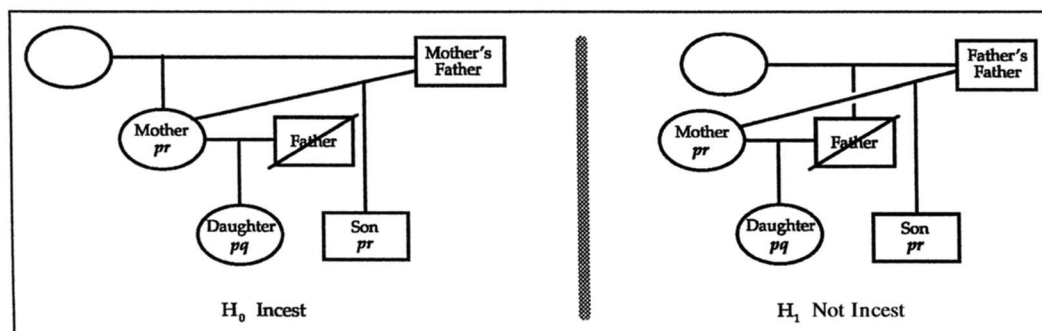 Mother's
Father
Mother
pr
Father
Daughter
pq
Son
pr
H₀ Incest
Father's
Father
Mother
pr
Father
Daughter
pq
Son
pr
H₁ Not Incest